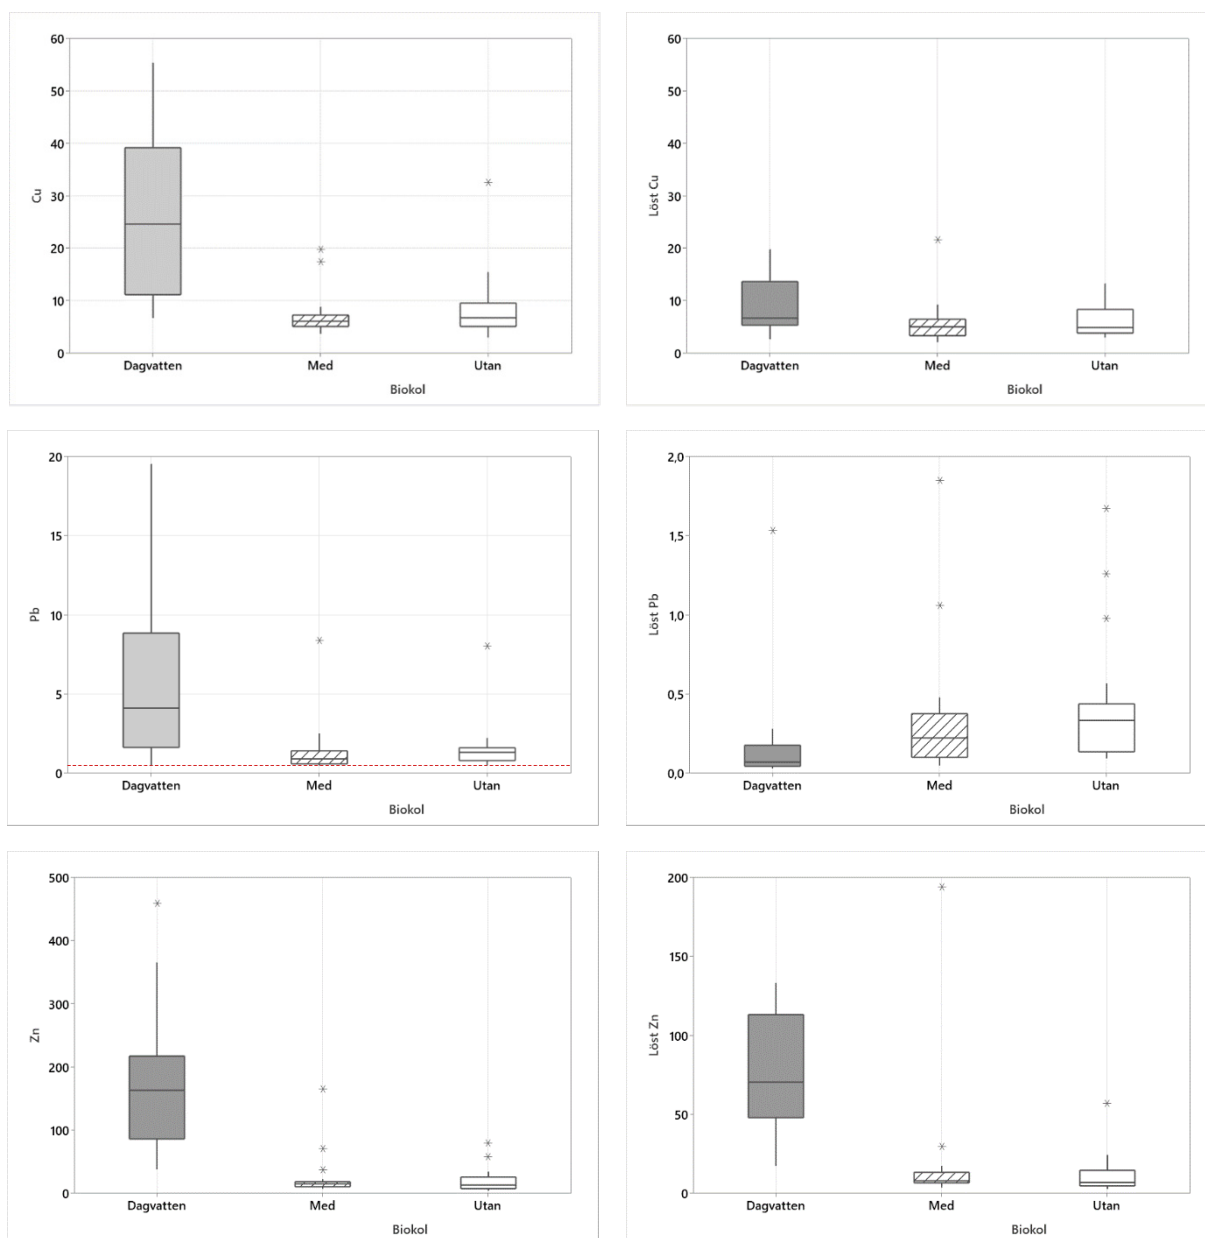 60
50
40
30
20
10
0
Cu
Dagvatten Med Utan
Biokol
60
50
40
30
20
10
0
Löst Cu
Dagvatten Med Utan
Biokol
20
15
10
5
0
Pb
Dagvatten Med Utan
Biokol
2,0
1,5
1,0
0,5
0,0
Löst Pb
Dagvatten Med Utan
Biokol
500
400
300
200
100
0
Zn
Dagvatten Med Utan
Biokol
200
150
100
50
0
Löst Zn
Dagvatten Med Utan
Biokol